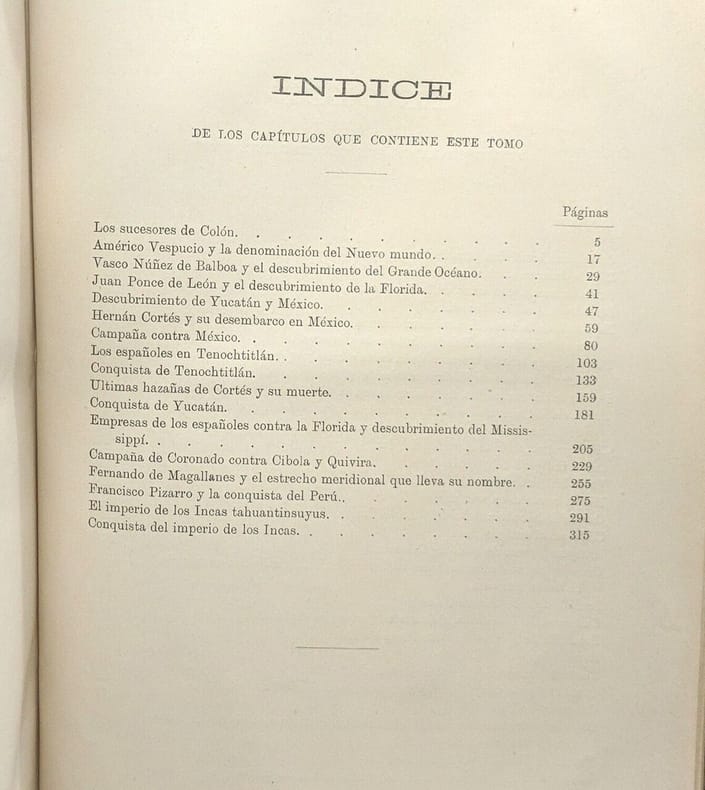 INDICE
DE LOS CAPÍTULOS QUE CONTIENE ESTE TOMO
Páginas
Los sucesores de Colón. . . . . . . . . . 5
Américo Vespucio y la denominación del Nuevo mundo. . . . . 17
Vasco Núñez de Balboa y el descubrimiento del Grande Océano. . . 29
Juan Ponce de León y el descubrimiento de la Florida. . . . . 41
Descubrimiento de Yucatán y México. . . . . . . 47
Hernán Cortés y su desembarco en México. . . . . . . 59
Campaña contra México. . . . . . . . . . 80
Los españoles en Tenochtitlán. . . . . . . . . 103
Conquista de Tenochtitlán. . . . . . . . . . 133
Ultimas hazañas de Cortés y su muerte. . . . . . . 159
Conquista de Yucatán. . . . . . . . . . 181
Empresas de los españoles contra la Florida y descubrimiento del Missis-
sippí. . . . . . . . . . . . . 205
Campaña de Coronado contra Cibola y Quivira. . . . . . 229
Fernando de Magallanes y el estrecho meridional que lleva su nombre. . 255
Francisco Pizarro y la conquista del Perú.. . . . . . . 275
El imperio de los Incas tahuantinsuyus. . . . . . . 291
Conquista del imperio de los Incas. . . . . . . . . 315